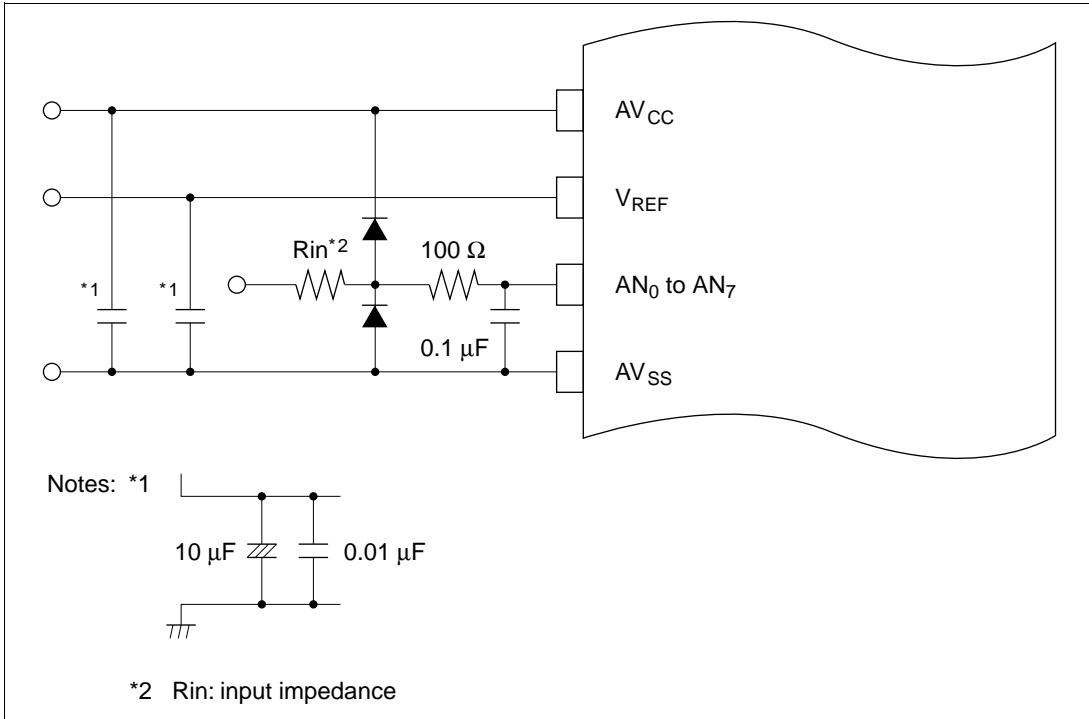 AVCC
VREF
Rin*2
100 Ω
*1
*1
AN0 to AN7
0.1 μF
AVSS
Notes: *1
10 μF
0.01 μF
*2 Rin: input impedance